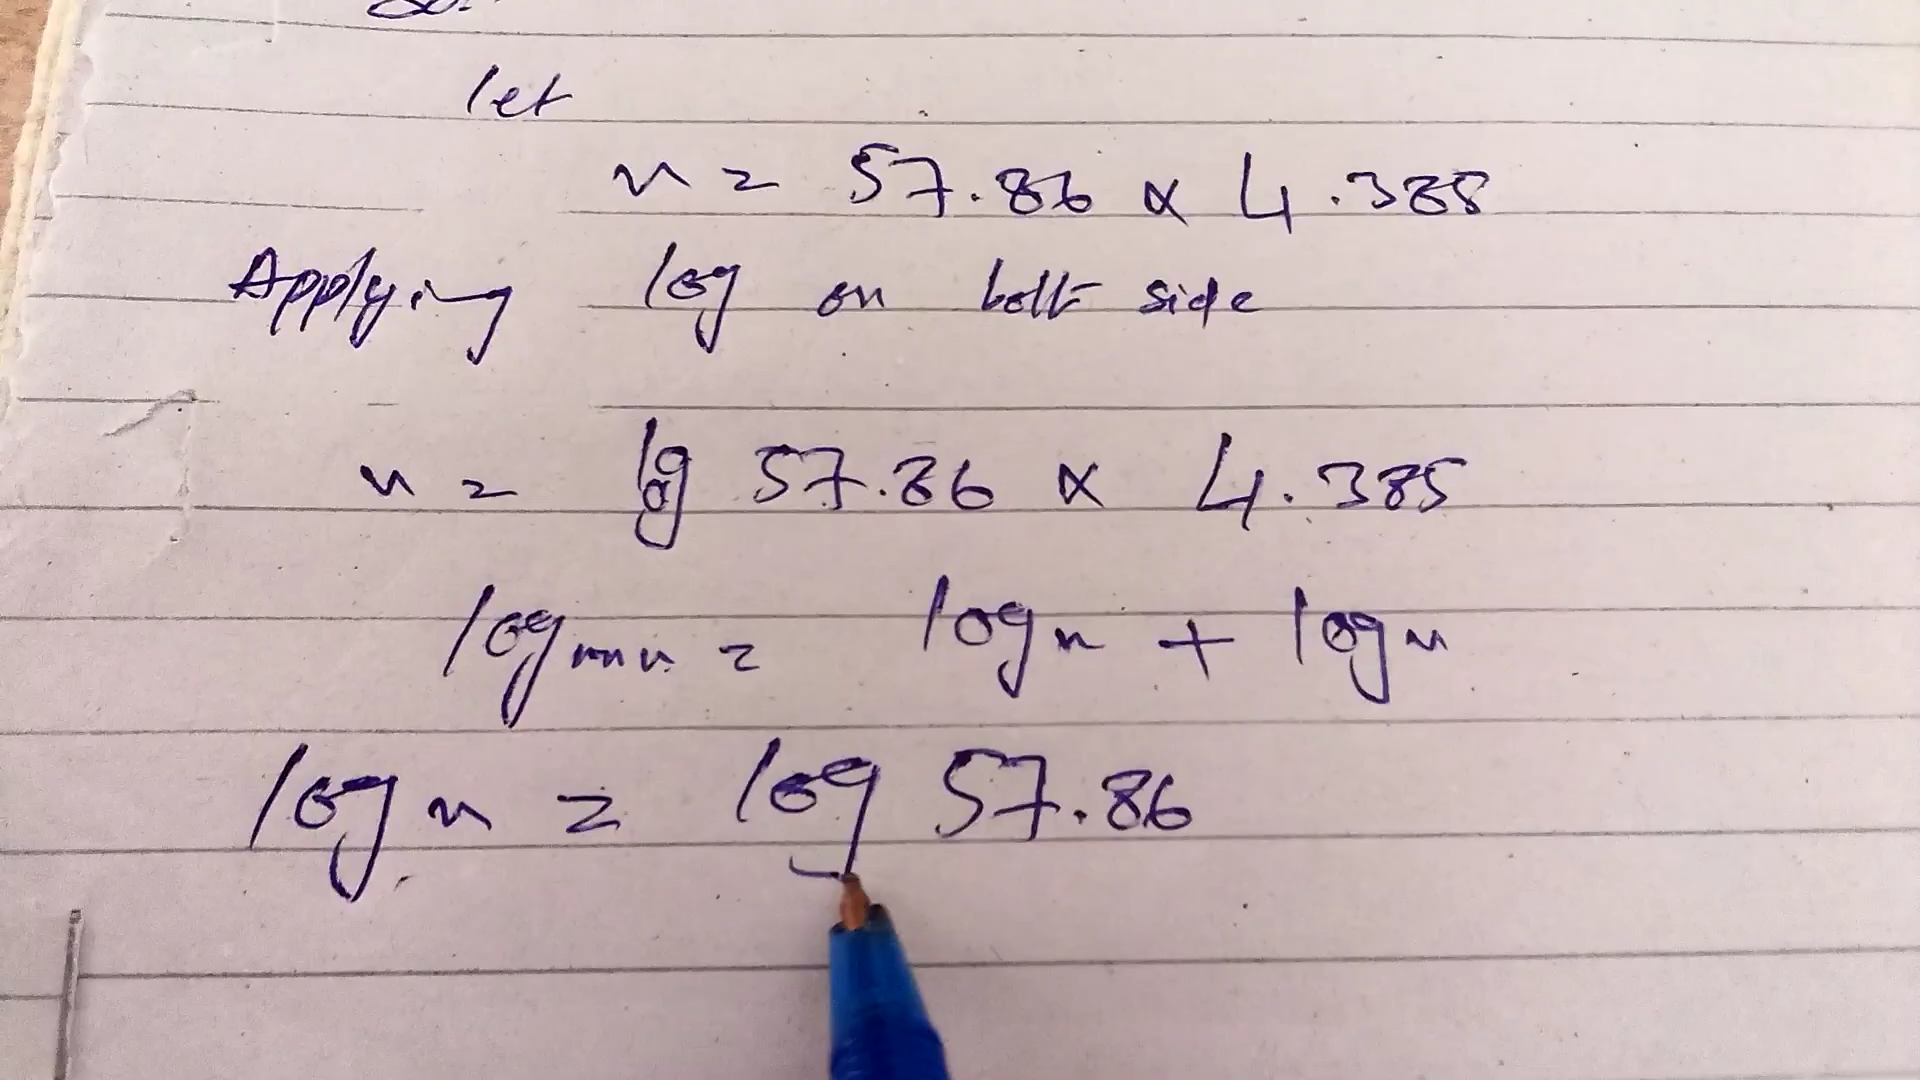 let
n = 57.86 × 4.385
Applying log on both side
n = log 57.86 × 4.385
log mn = log n + log n
log n = log 57.86